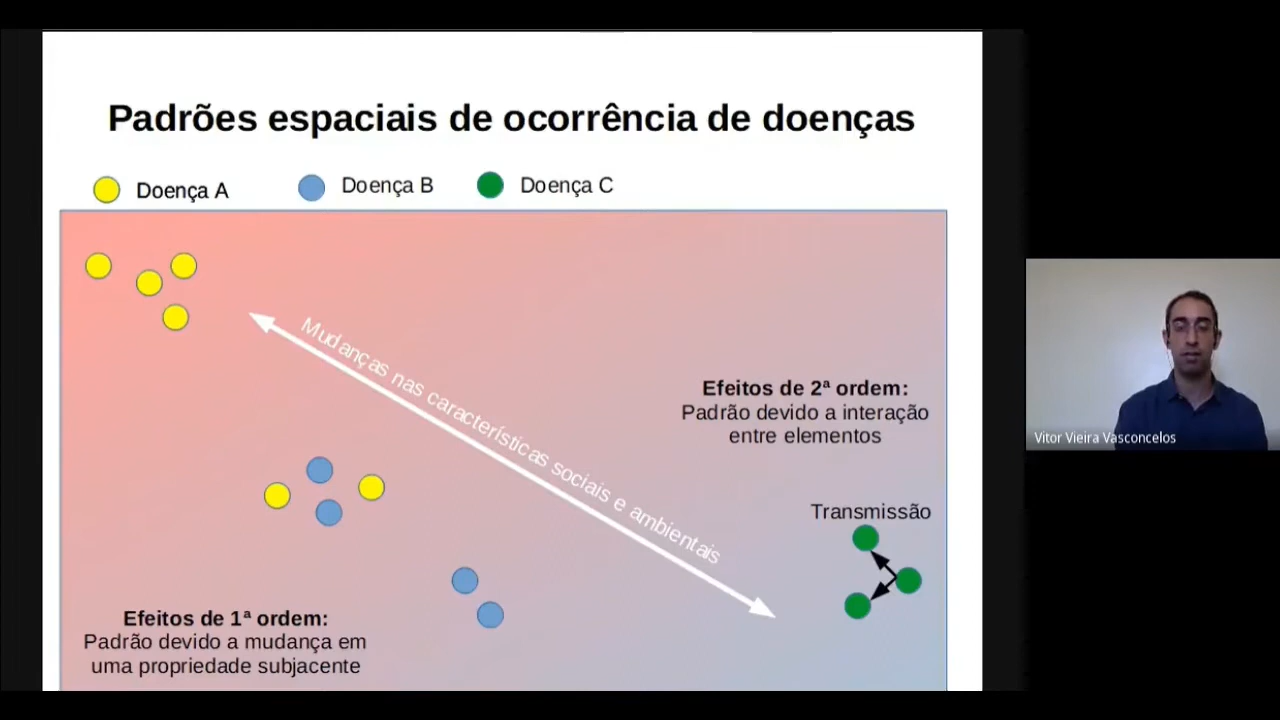 Padrões espaciais de ocorrência de doenças
Doença A
Doença B
Doença C
Mudanças nas características sociais e ambientais
Efeitos de 2ª ordem:
Padrão devido a interação
entre elementos
Transmissão
Efeitos de 1ª ordem:
Padrão devido a mudança em
uma propriedade subjacente
Vitor Vieira Vasconcelos